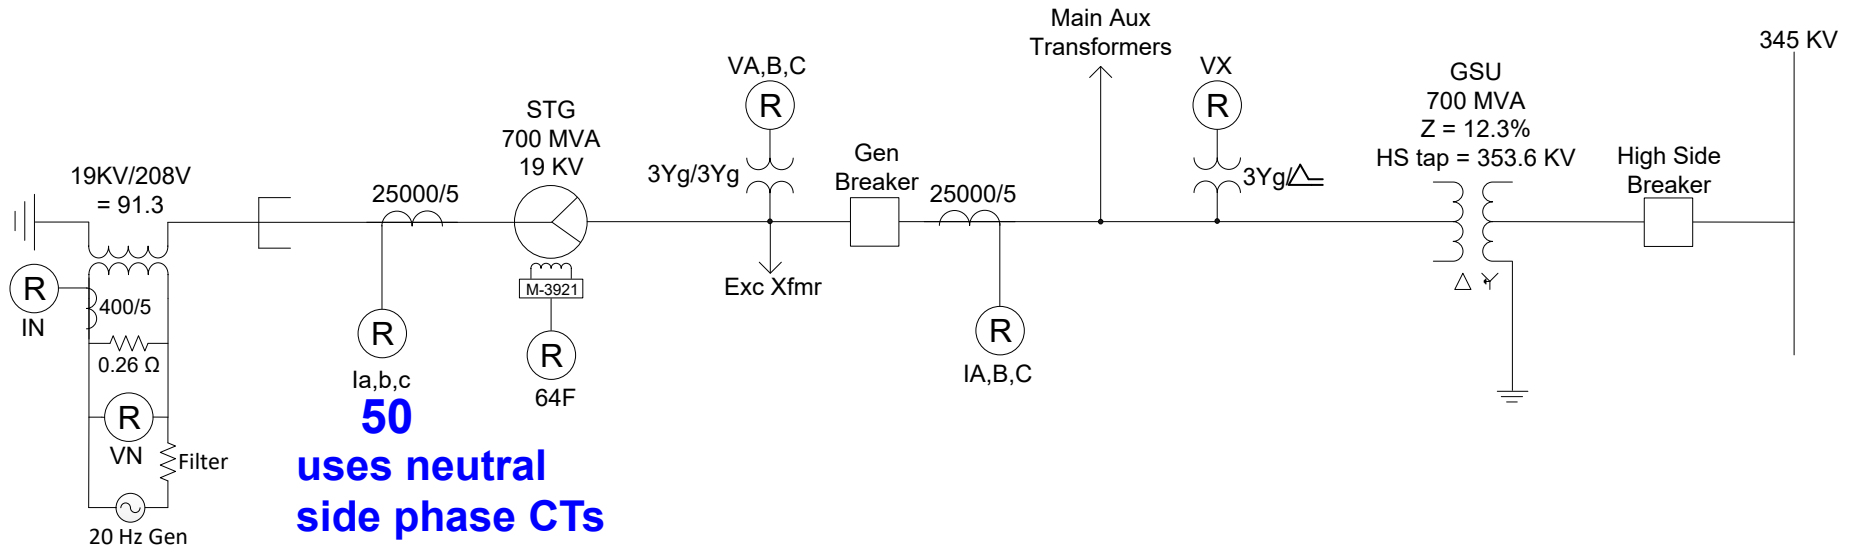 Main Aux
Transformers
345 KV
VA,B,C
R
VX
R
GSU
700 MVA
Z = 12.3%
HS tap = 353.6 KV
STG
700 MVA
19 KV
Gen
Breaker
High Side
Breaker
19KV/208V
= 91.3
25000/5
3Yg/3Yg
25000/5
3Yg/
R
IN
400/5
0.26 Ω
R
VN
Filter
20 Hz Gen
M-3921
Exc Xfmr
R
Ia,b,c
R
64F
R
IA,B,C
50
uses neutral
side phase CTs